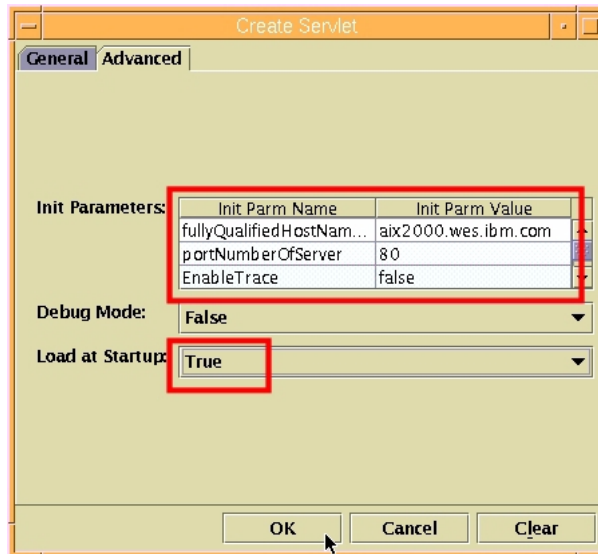 Create Servlet
General Advanced
Init Parameters:
Init Parm Name Init Parm Value
fullyQualifiedHostNam... aix2000.wes.ibm.com
portNumberOfServer 80
EnableTrace false
Debug Mode: False
Load at Startup: True
OK Cancel Clear